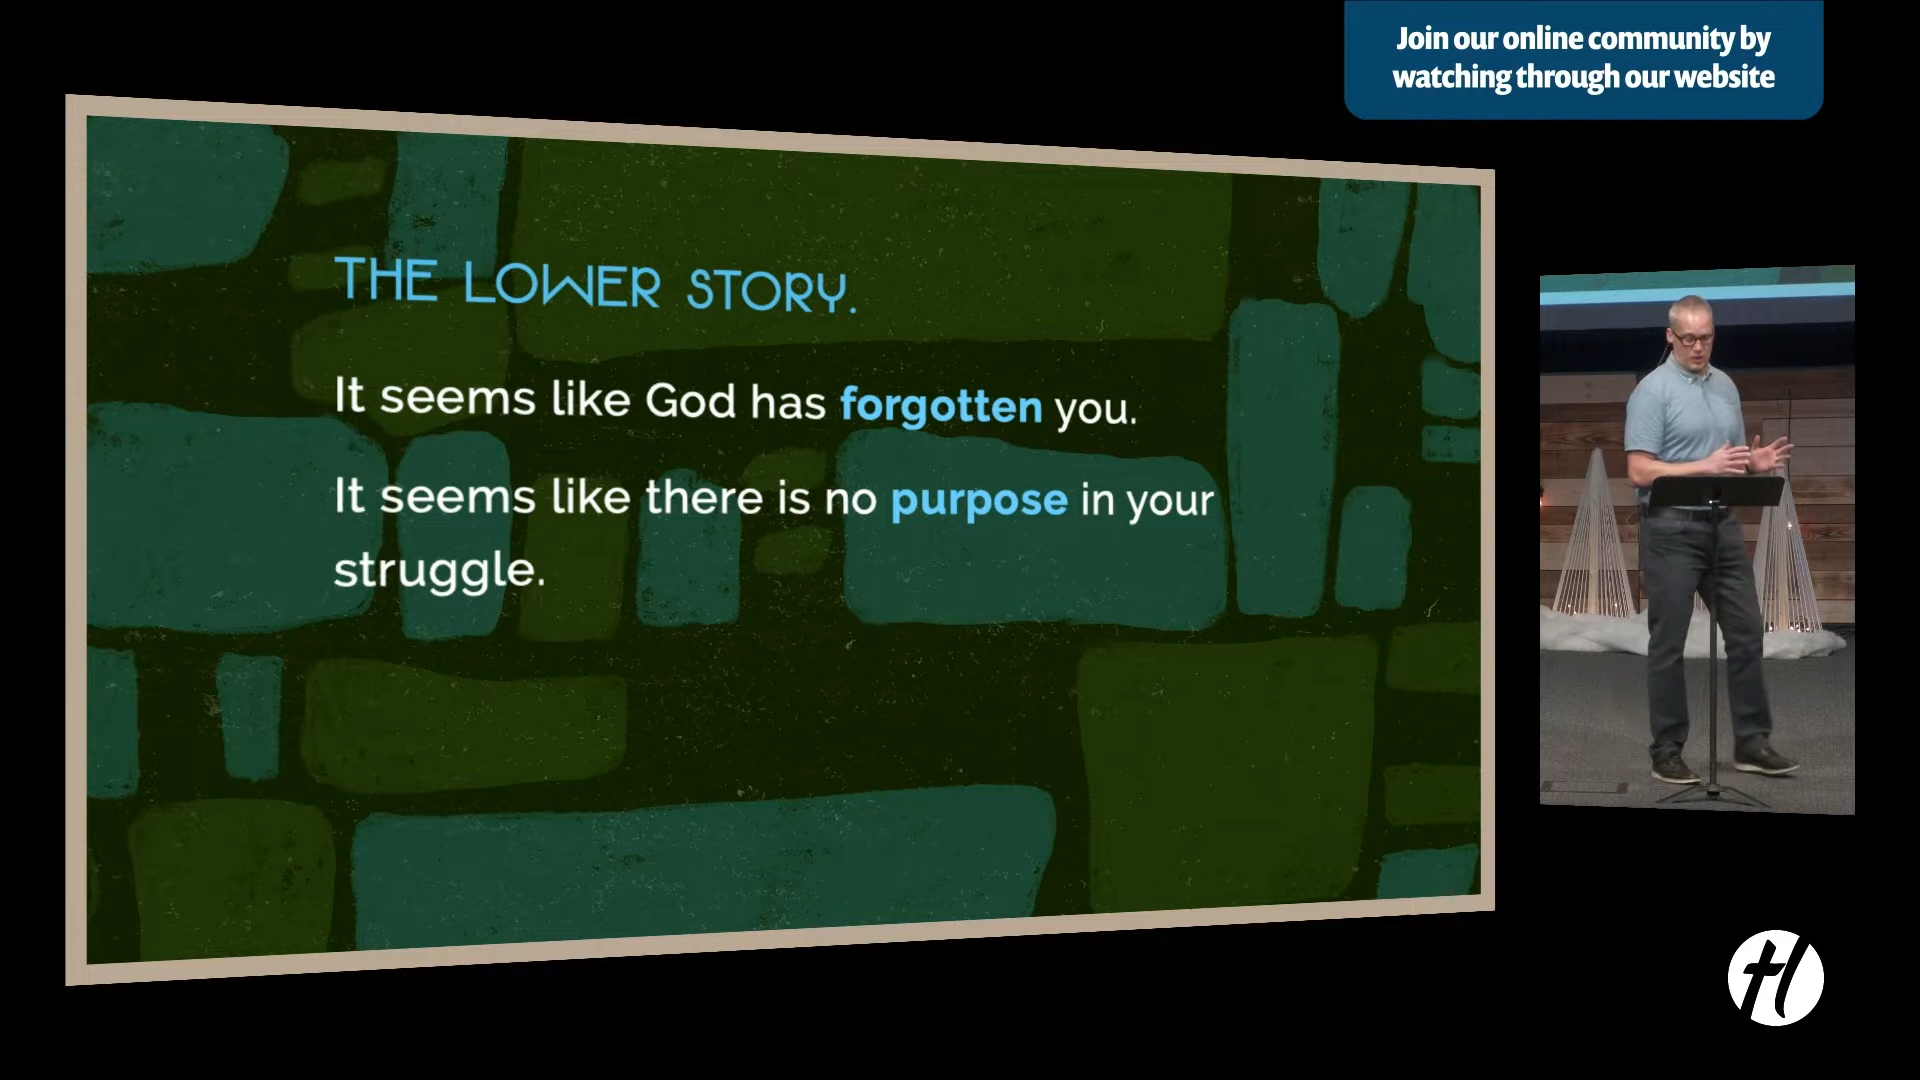 Join our online community by
watching through our website
THE LOWER STORY.
It seems like God has forgotten you.
It seems like there is no purpose in your
struggle.
H